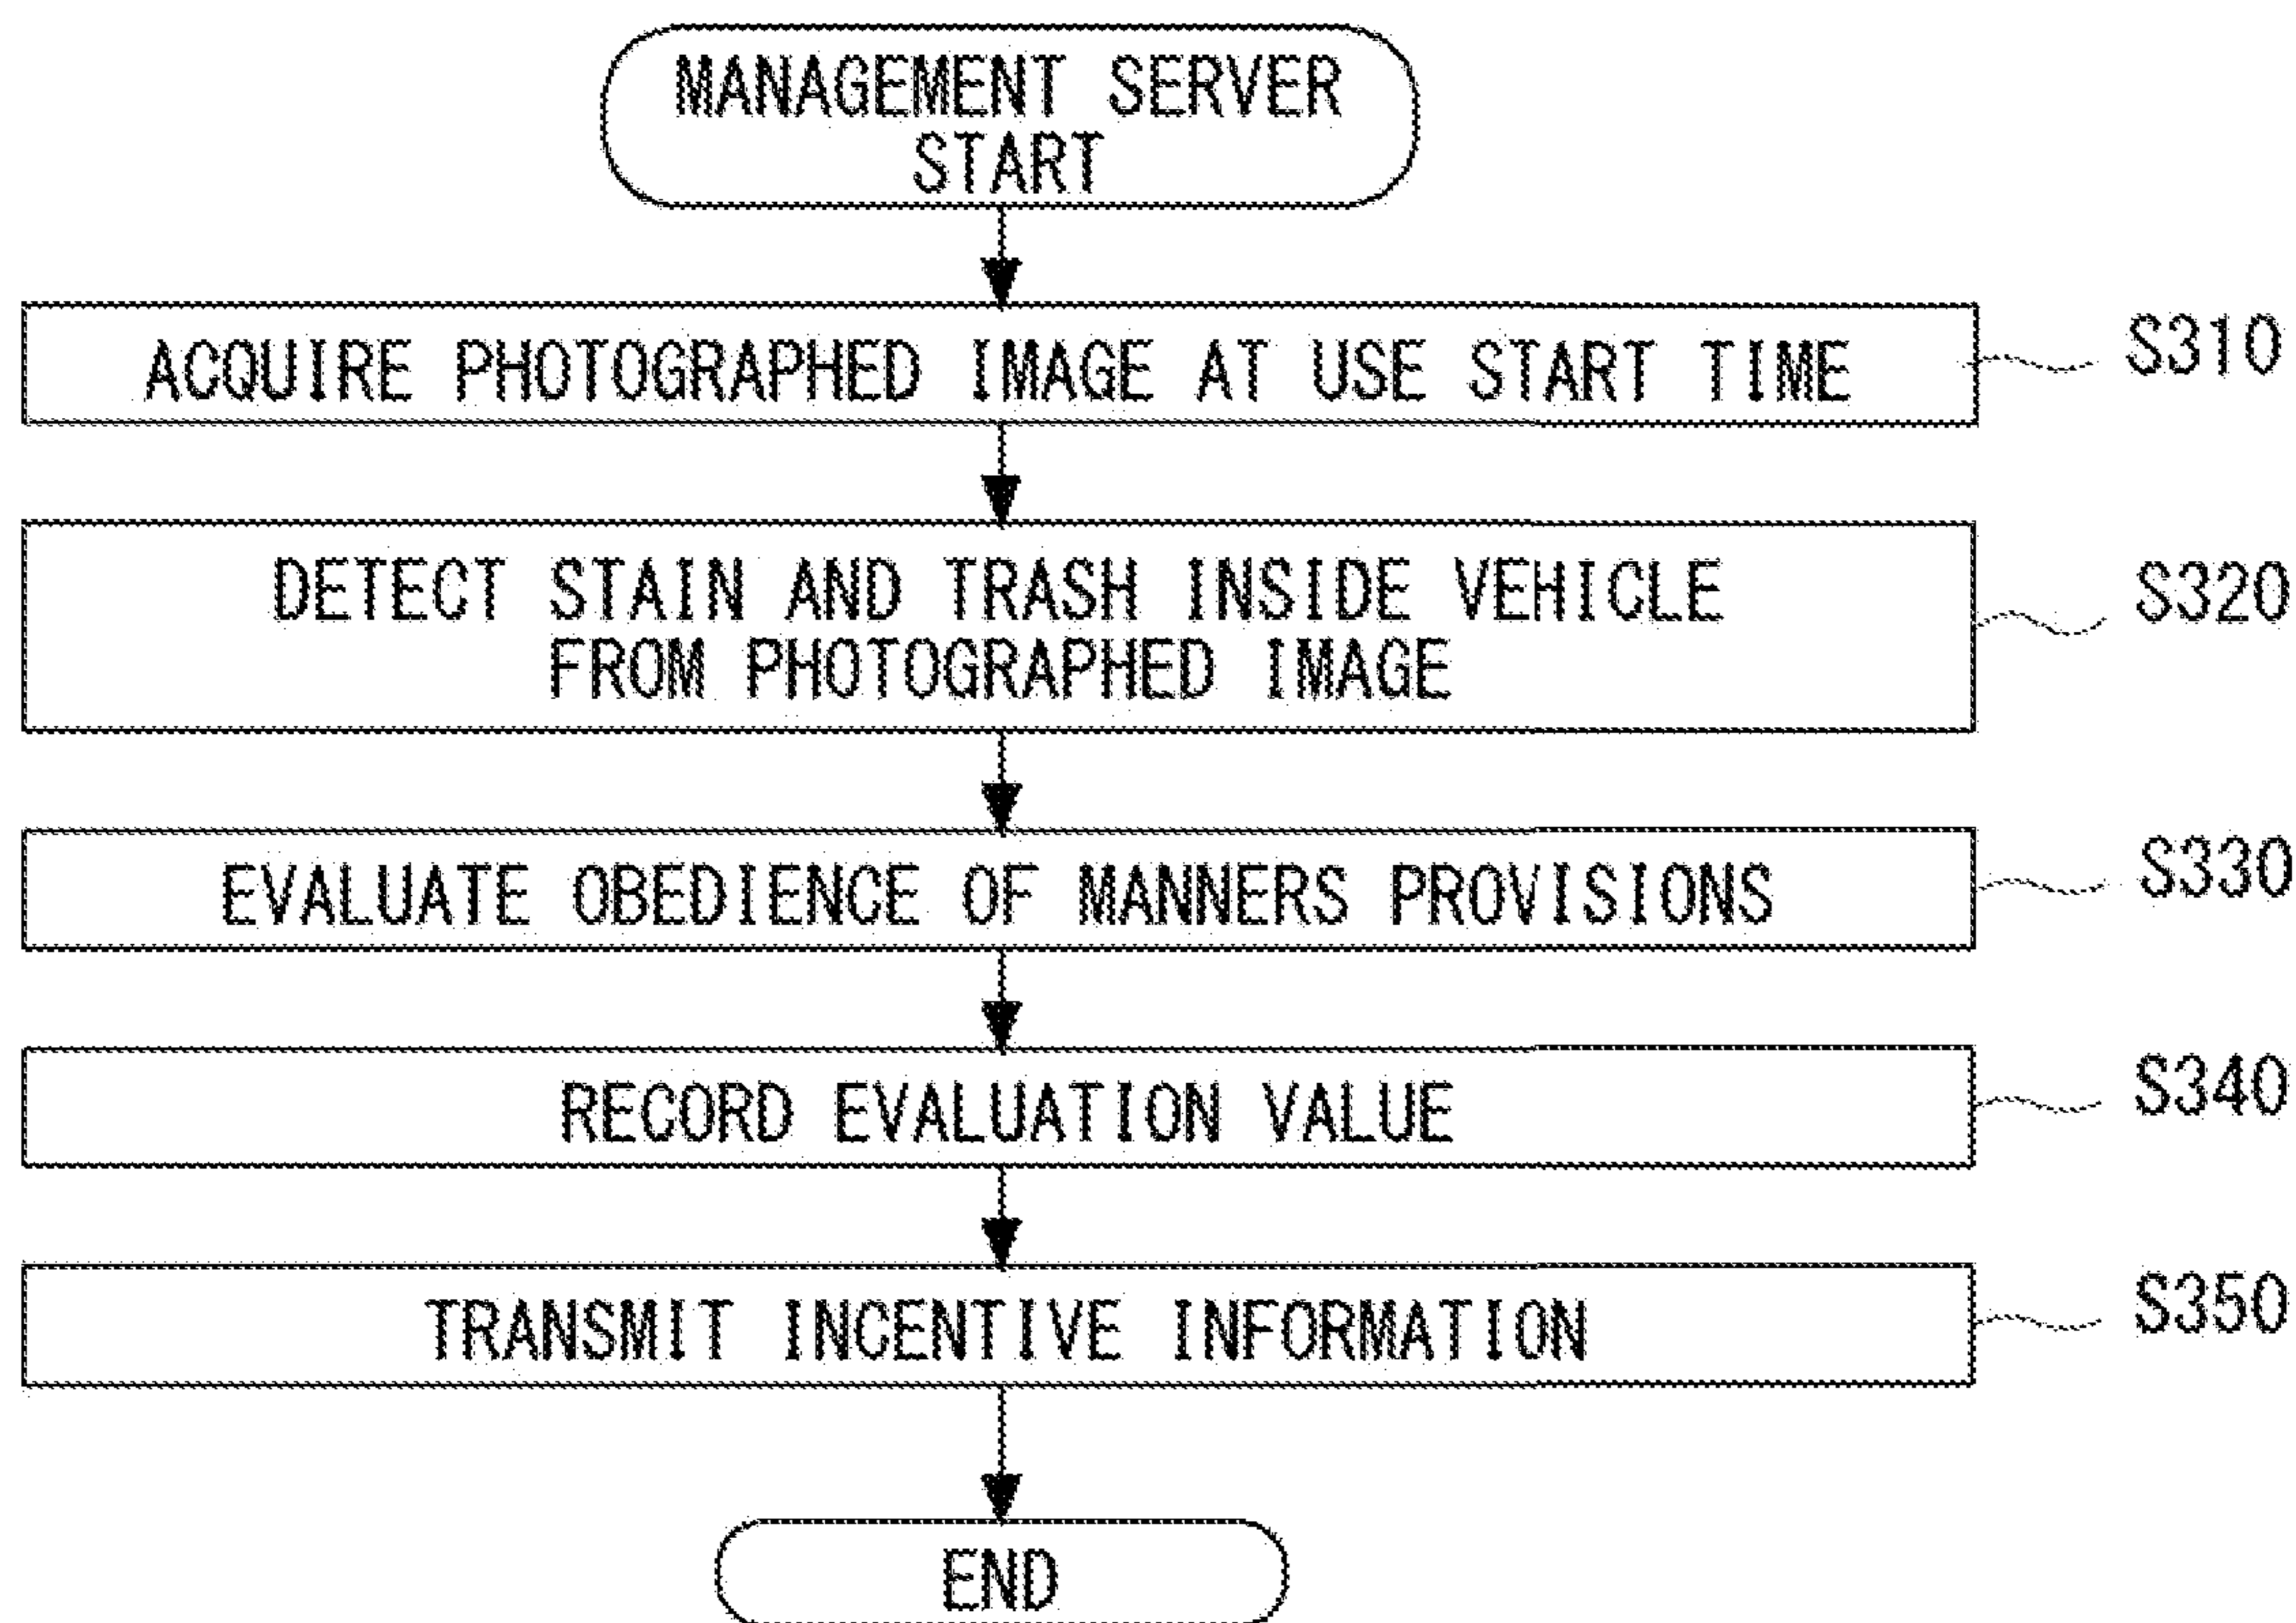 MANAGEMENT SERVER
START
ACQUIRE PHOTOGRAPHED IMAGE AT USE START TIME
S310
DETECT STAIN AND TRASH INSIDE VEHICLE
FROM PHOTOGRAPHED IMAGE
S320
EVALUATE OBEDIENCE OF MANNERS PROVISIONS
S330
RECORD EVALUATION VALUE
S340
TRANSMIT INCENTIVE INFORMATION
S350
END